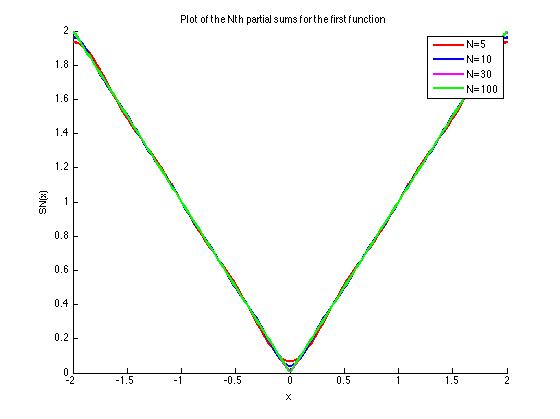 Plot of the Nth partial sums for the first function
N=5
N=10
N=30
N=100
SN(x)
2
1.8
1.6
1.4
1.2
1
0.8
0.6
0.4
0.2
0
-2
-1.5
-1
-0.5
0
0.5
1
1.5
2
x